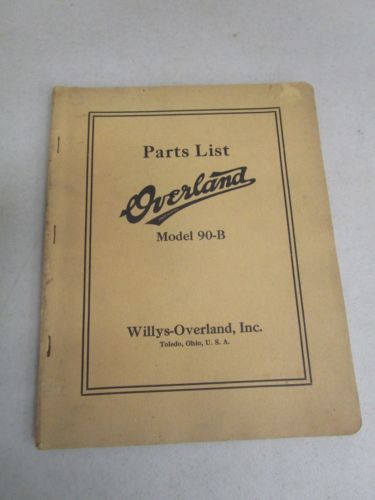 Parts List
Overland
Model 90-B
Willys-Overland, Inc.
Toledo, Ohio, U. S. A.